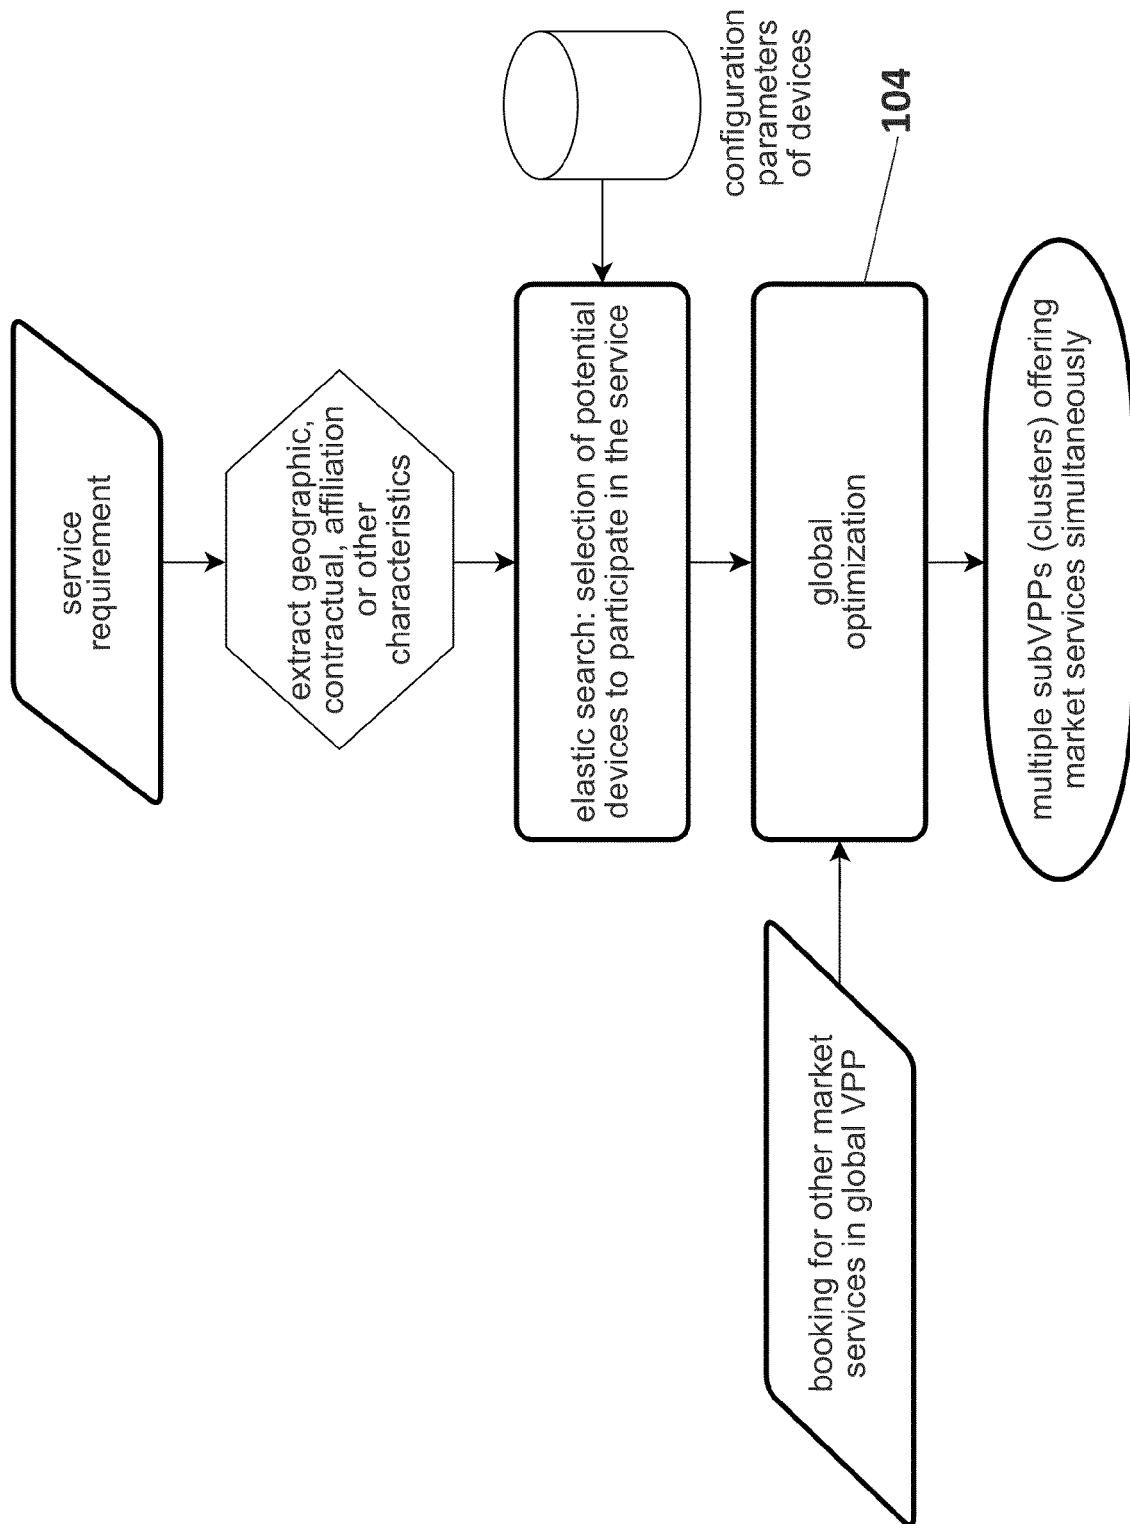 service
requirement
extract geographic,
contractual, affiliation
or other
characteristics
elastic search: selection of potential
devices to participate in the service
configuration
parameters
of devices
global
optimization
104
booking for other market
services in global VPP
multiple subVPPs (clusters) offering
market services simultaneously